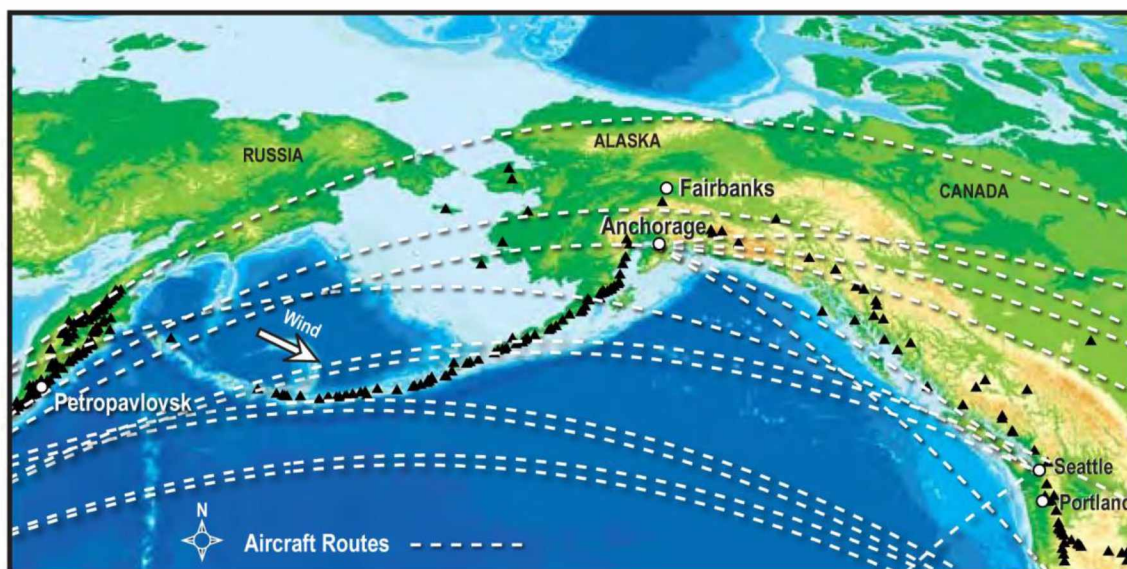 RUSSIA
ALASKA
CANADA
Fairbanks
Anchorage
Wind
Petropavlovsk
Seattle
Portland
N
Aircraft Routes